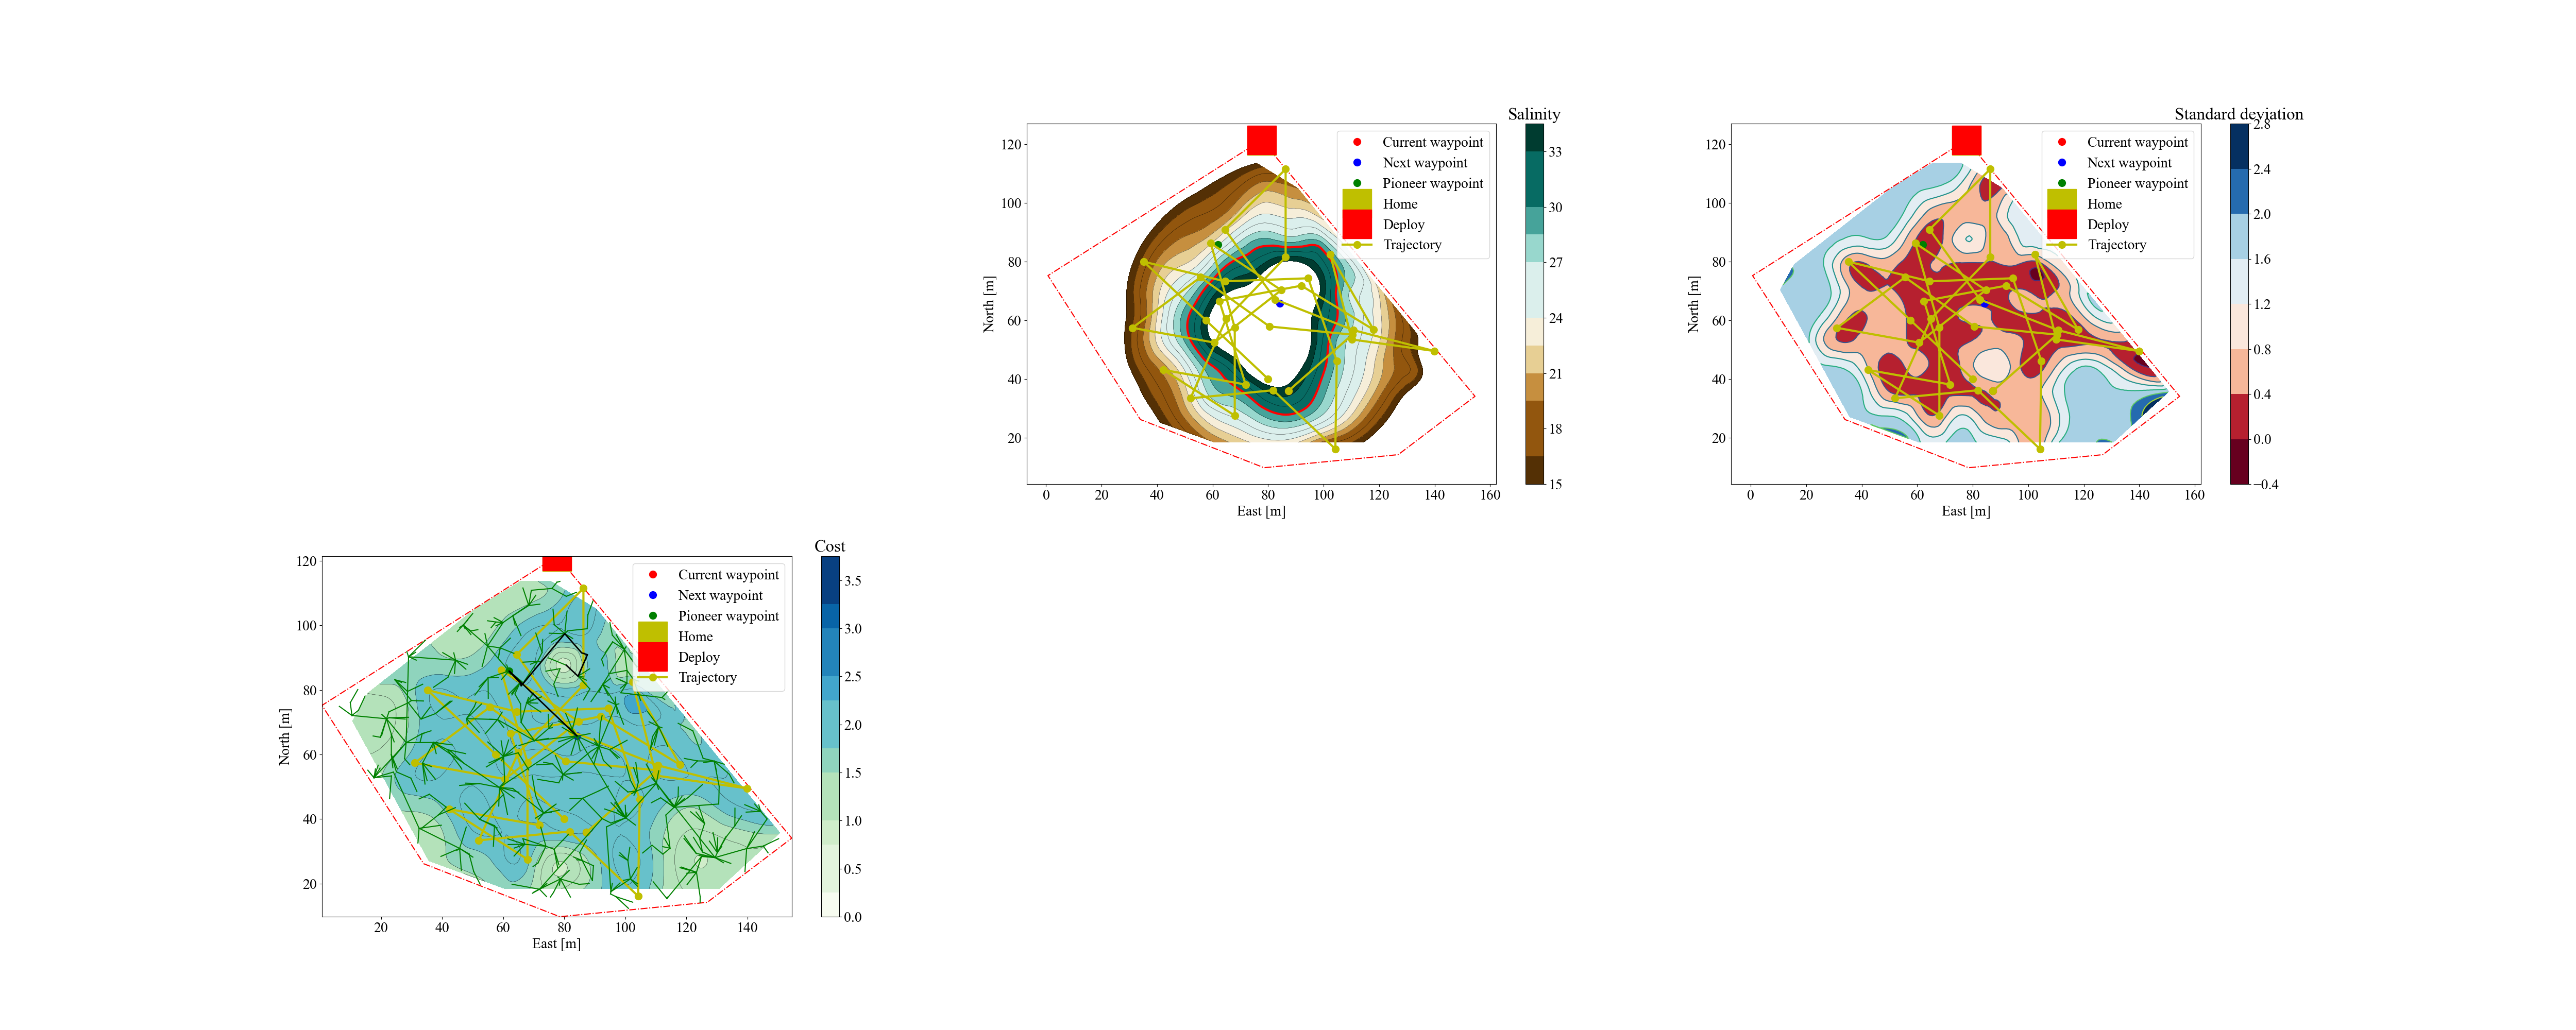 Salinity
120
100
80
60
40
20
North [m]
0 20 40 60 80 100 120 140 160
East [m]
Current waypoint
Next waypoint
Pioneer waypoint
Home
Deploy
Trajectory
33
30
27
24
21
18
15
Standard deviation
120
100
80
60
40
20
North [m]
0 20 40 60 80 100 120 140 160
East [m]
Current waypoint
Next waypoint
Pioneer waypoint
Home
Deploy
Trajectory
2.8
2.4
2.0
1.6
1.2
0.8
0.4
0.0
−0.4
Cost
120
100
80
60
40
20
North [m]
20 40 60 80 100 120 140
East [m]
Current waypoint
Next waypoint
Pioneer waypoint
Home
Deploy
Trajectory
3.5
3.0
2.5
2.0
1.5
1.0
0.5
0.0